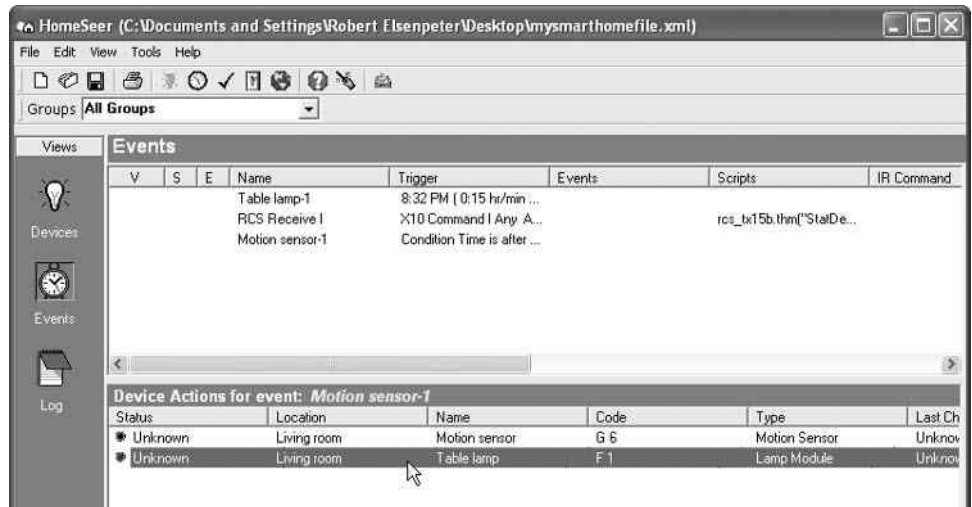 HomeSeer (C:\Documents and Settings\Robert Elsenpeter\Desktop\mysmarthomefile.xml)
File Edit View Tools Help
Groups All Groups
Views
Devices
Events
Log
Events
V S E Name Trigger Events Scripts IR Command
Table lamp-1 8:32 PM ( 0:15 hr/min ...
RCS Receive I X10 Command I Any A... rcs_tx15b.thm("StatDe...
Motion sensor-1 Condition Time is after ...
Device Actions for event: Motion sensor-1
Status Location Name Code Type Last Ch
Unknown Living room Motion sensor G 6 Motion Sensor Unknow
Unknown Living room Table lamp F 1 Lamp Module Unknow